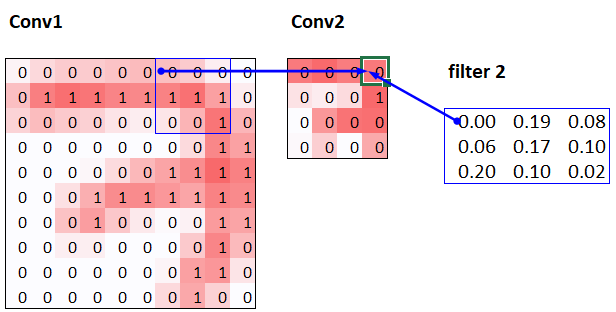 Conv1
0 0 0 0 0 0 0 0 0 0
0 1 1 1 1 1 1 1 1 0
0 0 0 0 0 0 0 0 1 0
0 0 0 0 0 0 0 0 1 1
0 0 0 0 0 0 1 1 1 1
0 0 0 1 1 1 1 1 1 1
0 0 0 1 0 0 0 0 1 1
0 0 0 0 0 0 0 0 1 0
0 0 0 0 0 0 0 1 1 0
0 0 0 0 0 0 0 1 0 0
Conv2
0 0 0 0
0 0 0 1
0 0 0 0
0 0 0 0
filter 2
0.00 0.19 0.08
0.06 0.17 0.10
0.20 0.10 0.02